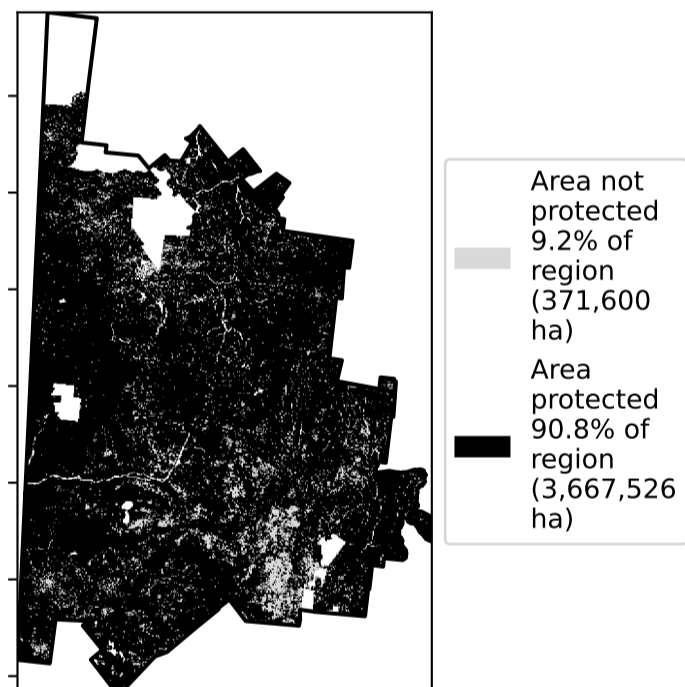 Area not
protected
9.2% of
region
(371,600
ha)
Area
protected
90.8% of
region
(3,667,526
ha)